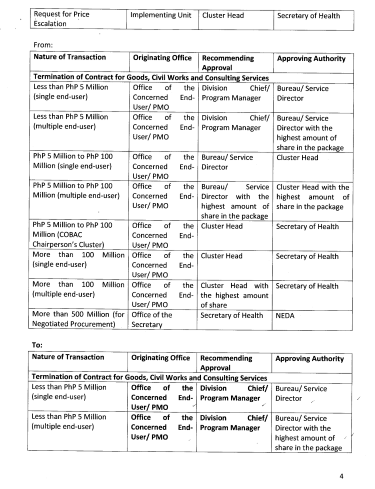 Request for Price Implementing Unit Cluster Head Secretary of Health
Escalation
From:
Nature of Transaction Originating Office Recommending Approving Authority
Approval
Termination of Contract for Goods, Civil Works and Consulting Services
Less than PhP 5 Million Office of the Division Chief/ Bureau/ Service
(single end-user) Concerned End- Program Manager Director
User/ PMO
Less than PhP 5 Million Office of the Division Chief/ Bureau/ Service
(multiple end-user) Concerned End- Program Manager Director with the
User/ PMO highest amount of
share in the package
PhP 5 Million to PhP 100 Office of the Bureau/ Service Cluster Head
Million (single end-user) Concerned End- Director
User/ PMO
PhP 5 Million to PhP 100 Office of the Bureau/ Service Cluster Head with the
Million (multiple end-user) Concerned End- Director with the highest amount of
User/ PMO highest amount of share in the package
share in the package
PhP 5 Million to PhP 100 Office of the Cluster Head Secretary of Health
Million (COBAC Concerned End-
Chairperson's Cluster) User/ PMO
More than 100 Million Office of the Cluster Head Secretary of Health
(single end-user) Concerned End-
User/ PMO
More than 100 Million Office of the Cluster Head with Secretary of Health
(multiple end-user) Concerned End- the highest amount
User/ PMO of share
More than 500 Million (for Office of the Secretary of Health NEDA
Negotiated Procurement) Secretary
To:
Nature of Transaction Originating Office Recommending Approving Authority
Approval
Termination of Contract for Goods, Civil Works and Consulting Services
Less than PhP 5 Million Office of the Division Chief/ Bureau/ Service
(single end-user) Concerned End- Program Manager Director
User/ PMO
Less than PhP 5 Million Office of the Division Chief/ Bureau/ Service
(multiple end-user) Concerned End- Program Manager Director with the
User/ PMO highest amount of
share in the package
4